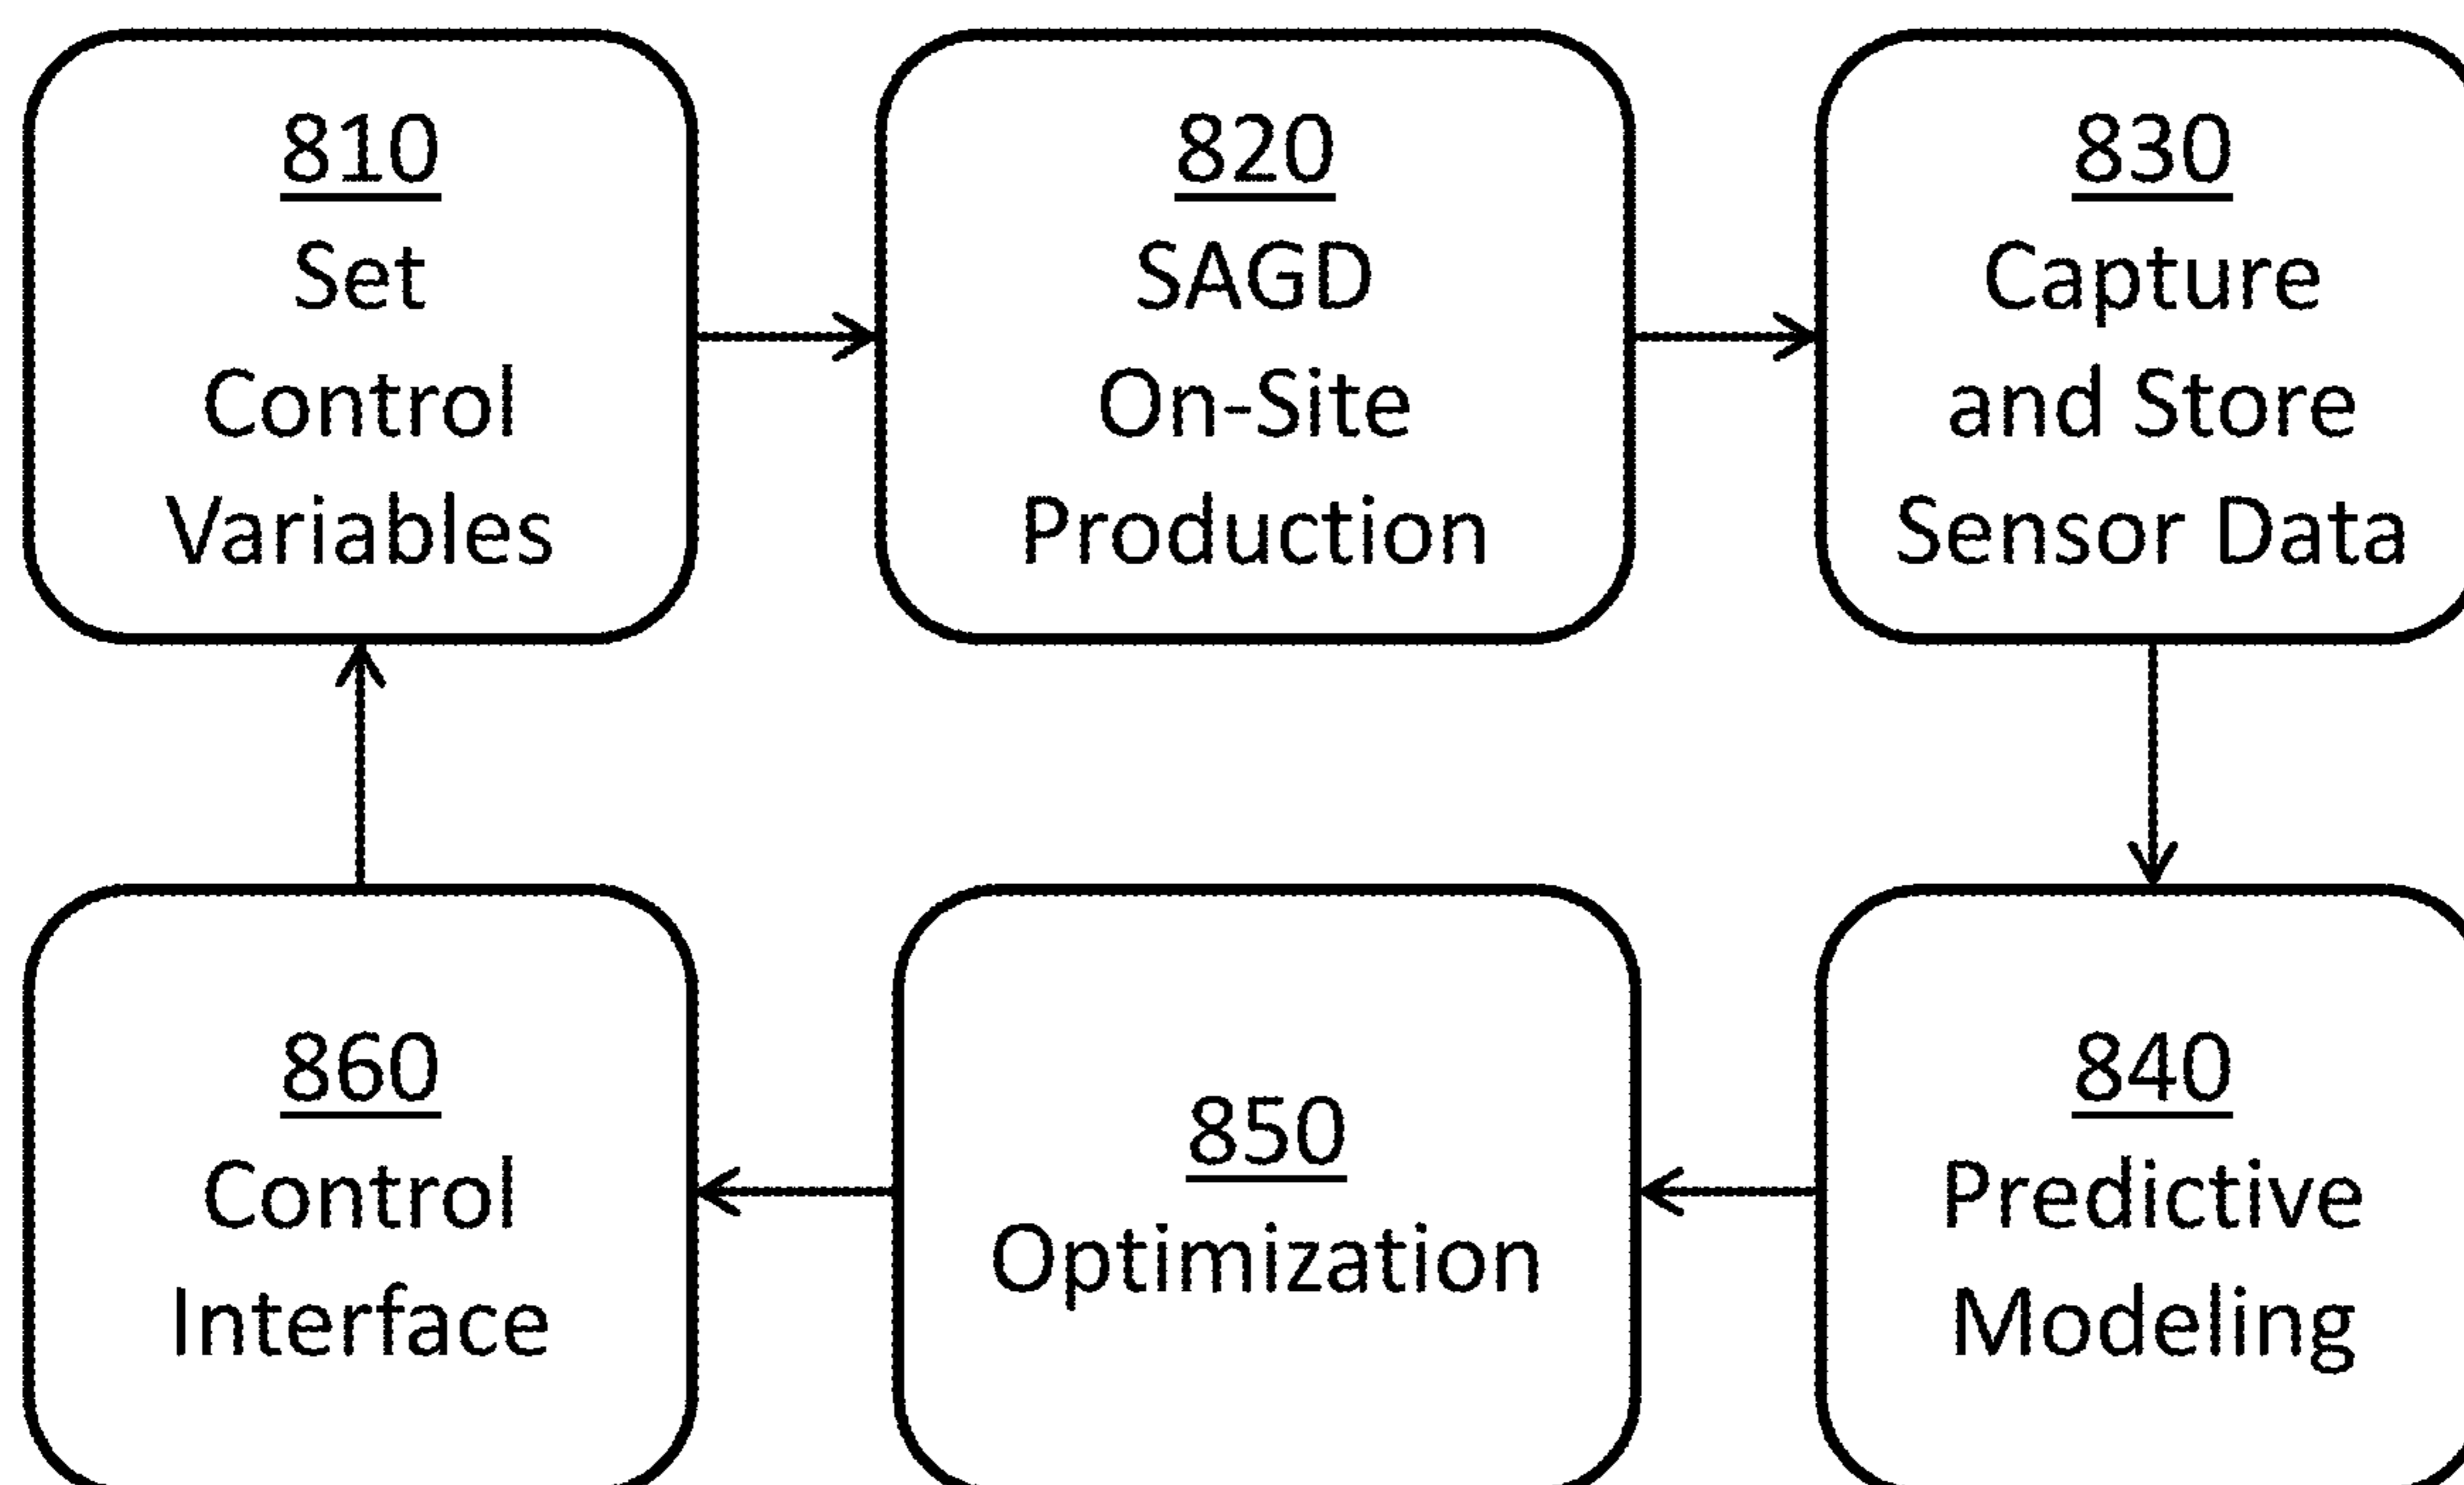 810
Set
Control
Variables
820
SAGD
On-Site
Production
830
Capture
and Store
Sensor Data
840
Predictive
Modeling
850
Optimization
860
Control
Interface